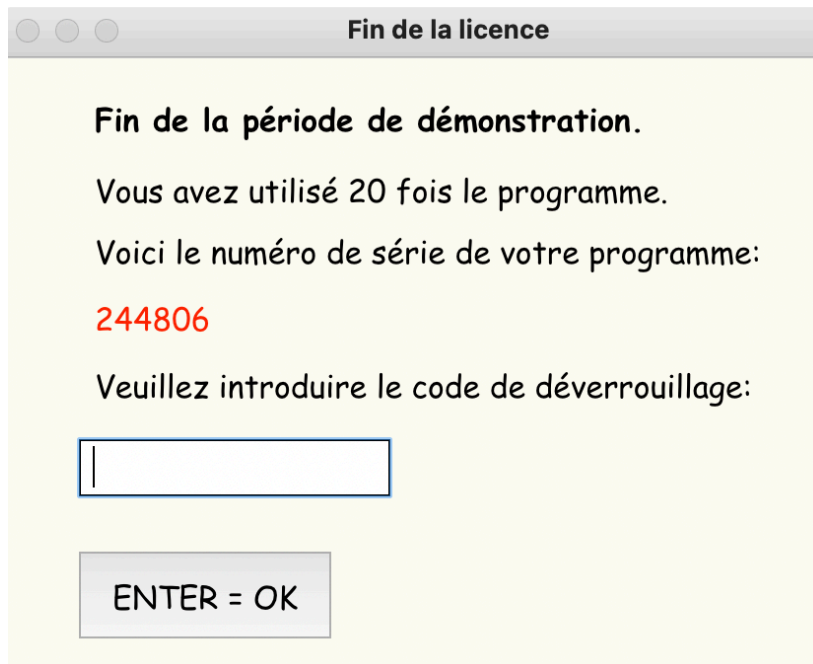 Fin de la licence
Fin de la période de démonstration.
Vous avez utilisé 20 fois le programme.
Voici le numéro de série de votre programme:
244806
Veuillez introduire le code de déverrouillage:
ENTER = OK